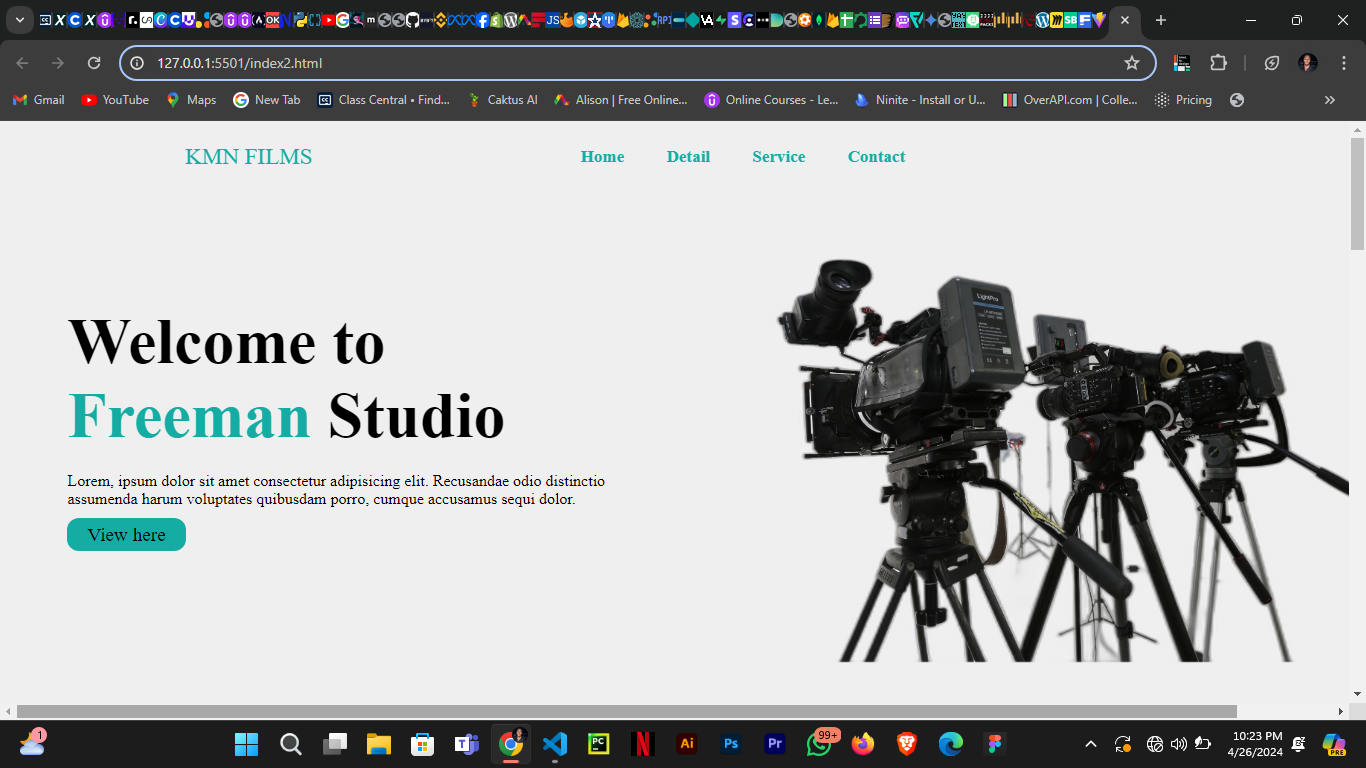 127.0.0.1:5501/index2.html
Gmail
YouTube
Maps
New Tab
Class Central • Find...
Caktus AI
Alison | Free Online...
Online Courses - Le...
Ninite - Install or U...
OverAPI.com | Colle...
Pricing
KMN FILMS
Home
Detail
Service
Contact
LightPro
Welcome to
Freeman Studio
Lorem, ipsum dolor sit amet consectetur adipisicing elit. Recusandae odio distinctio
assumenda harum voluptates quibusdam porro, cumque accusamus sequi dolor.
View here
1
99+
10:23 PM
4/26/2024